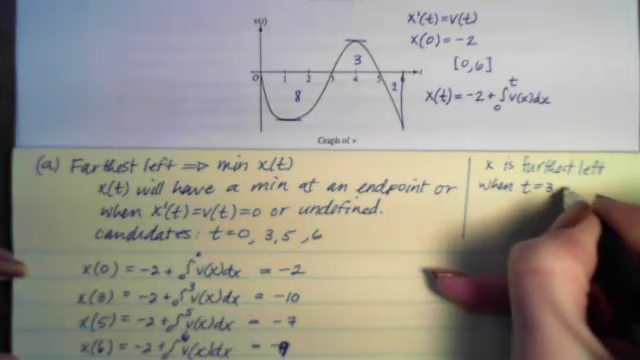 v(t)
x'(t) = v(t)
x(0) = -2
[0,6]
x(t) = -2 + ∫₀ᵗ v(x)dx
8
3
2
1 2 3 4 5 6 t
0
Graph of v
(a) Farthest left ⇒ min x(t)
x(t) will have a min at an endpoint or
when x'(t) = v(t) = 0 or undefined.
candidates: t = 0, 3, 5, 6
x(0) = -2 + ∫₀⁰ v(x)dx = -2
x(3) = -2 + ∫₀³ v(x)dx = -10
x(5) = -2 + ∫₀⁵ v(x)dx = -7
x(6) = -2 + ∫₀⁶ v(x)dx = -9
x is farthest left
when t = 3